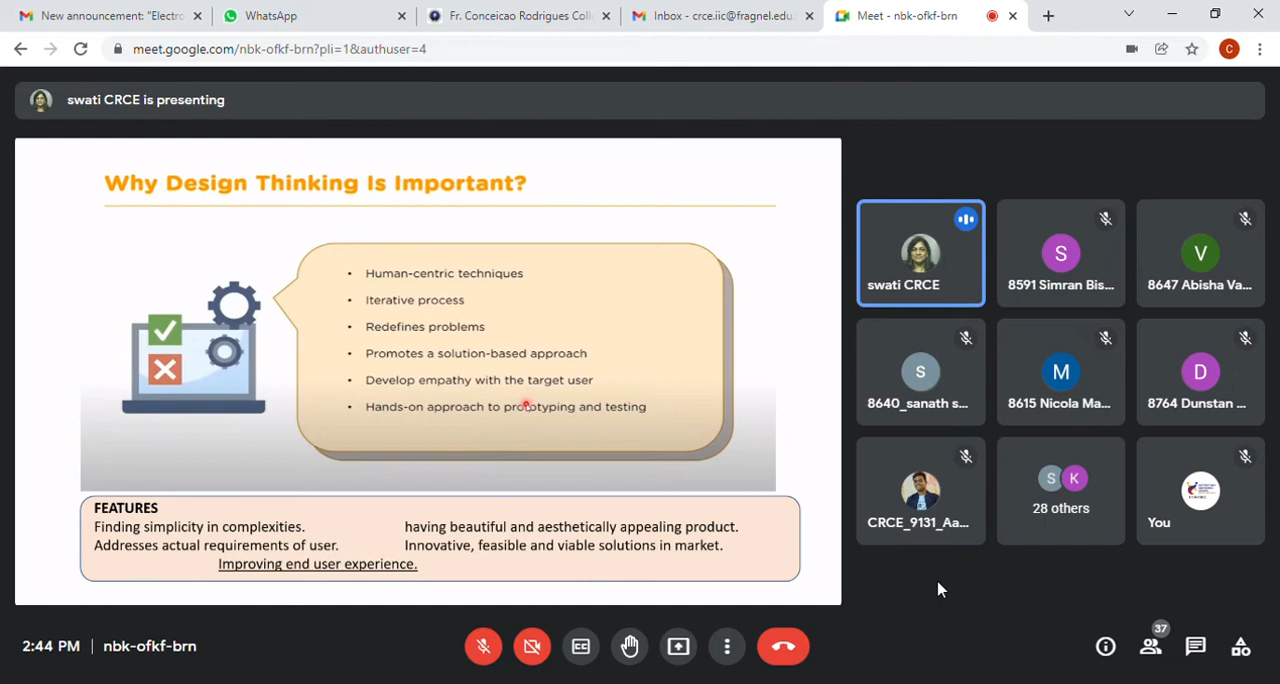 New announcement: "Electro
WhatsApp
Fr. Conceicao Rodrigues Coll
Inbox - crce.iic@fragnel.edu.
Meet - nbk-ofkf-brn
meet.google.com/nbk-ofkf-brn?pli=1&authuser=4
C
swati CRCE is presenting
Why Design Thinking Is Important?
• Human-centric techniques
• Iterative process
• Redefines problems
• Promotes a solution-based approach
• Develop empathy with the target user
• Hands-on approach to prototyping and testing
FEATURES
Finding simplicity in complexities. having beautiful and aesthetically appealing product.
Addresses actual requirements of user. Innovative, feasible and viable solutions in market.
Improving end user experience.
swati CRCE
S
8591 Simran Bis...
V
8647 Abisha Va...
S
8640_sanath s...
M
8615 Nicola Ma...
D
8764 Dunstan ...
CRCE_9131_Aa...
S K
28 others
You
2:44 PM | nbk-ofkf-brn
CC
37